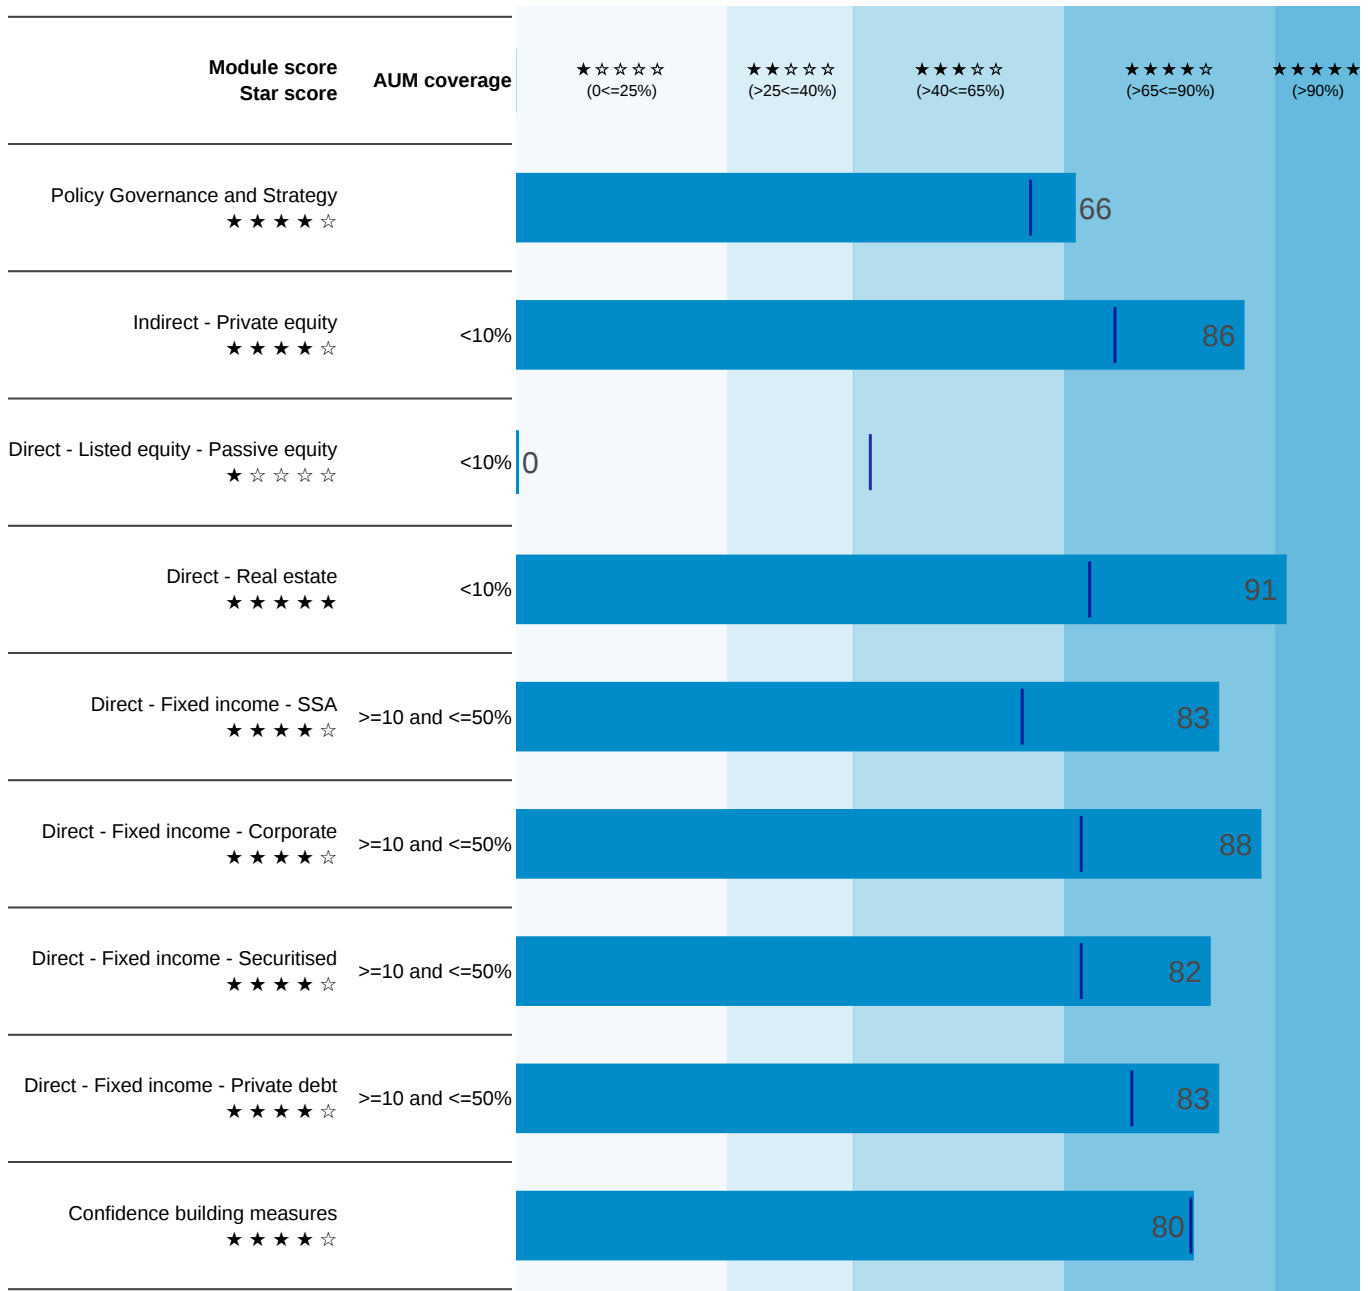 Module score
Star score
AUM coverage
★☆☆☆☆
(0<=25%)
★★☆☆☆
(>25<=40%)
★★★☆☆
(>40<=65%)
★★★★☆
(>65<=90%)
★★★★★
(>90%)
Policy Governance and Strategy
★★★★☆
66
Indirect - Private equity
★★★★☆
<10%
86
Direct - Listed equity - Passive equity
★☆☆☆☆
<10%
0
Direct - Real estate
★★★★★
<10%
91
Direct - Fixed income - SSA
★★★★☆
>=10 and <=50%
83
Direct - Fixed income - Corporate
★★★★☆
>=10 and <=50%
88
Direct - Fixed income - Securitised
★★★★☆
>=10 and <=50%
82
Direct - Fixed income - Private debt
★★★★☆
>=10 and <=50%
83
Confidence building measures
★★★★☆
80